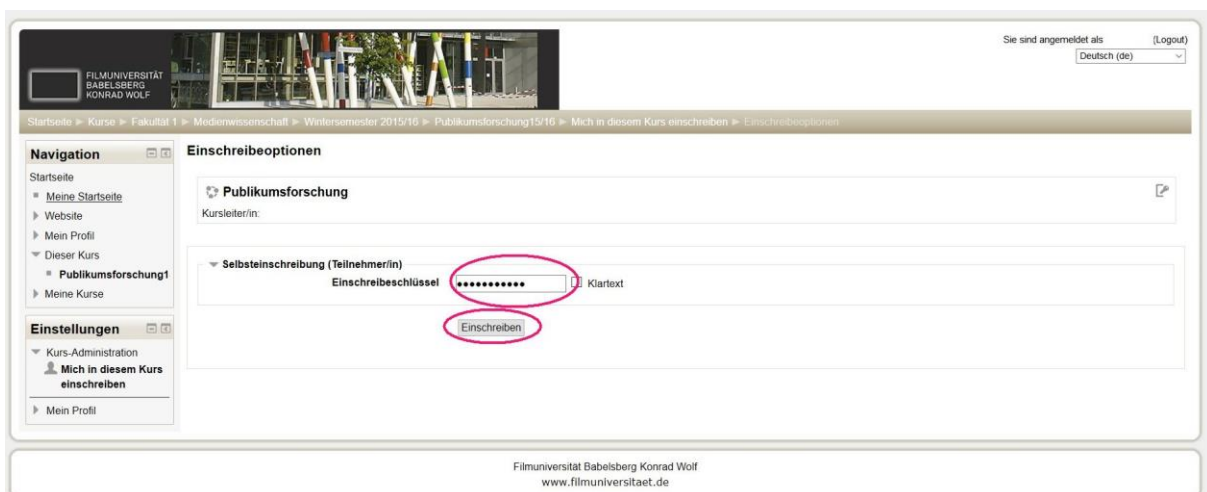 FILMUNIVERSITÄT
BABELSBERG
KONRAD WOLF
Sie sind angemeldet als (Logout)
Deutsch (de)
Startseite ► Kurse ► Fakultät 1 ► Medienwissenschaft ► Wintersemester 2015/16 ► Publikumsforschung15/16 ► Mich in diesem Kurs einschreiben ► Einschreibeoptionen
Navigation
Startseite
Meine Startseite
Website
Mein Profil
Dieser Kurs
Publikumsforschung1
Meine Kurse
Einstellungen
Kurs-Administration
Mich in diesem Kurs
einschreiben
Mein Profil
Einschreibeoptionen
Publikumsforschung
Kursleiter/in:
Selbsteinschreibung (Teilnehmer/in)
Einschreibeschlüssel ●●●●●●●●●●● Klartext
Einschreiben
Filmuniversität Babelsberg Konrad Wolf
www.filmuniversitaet.de